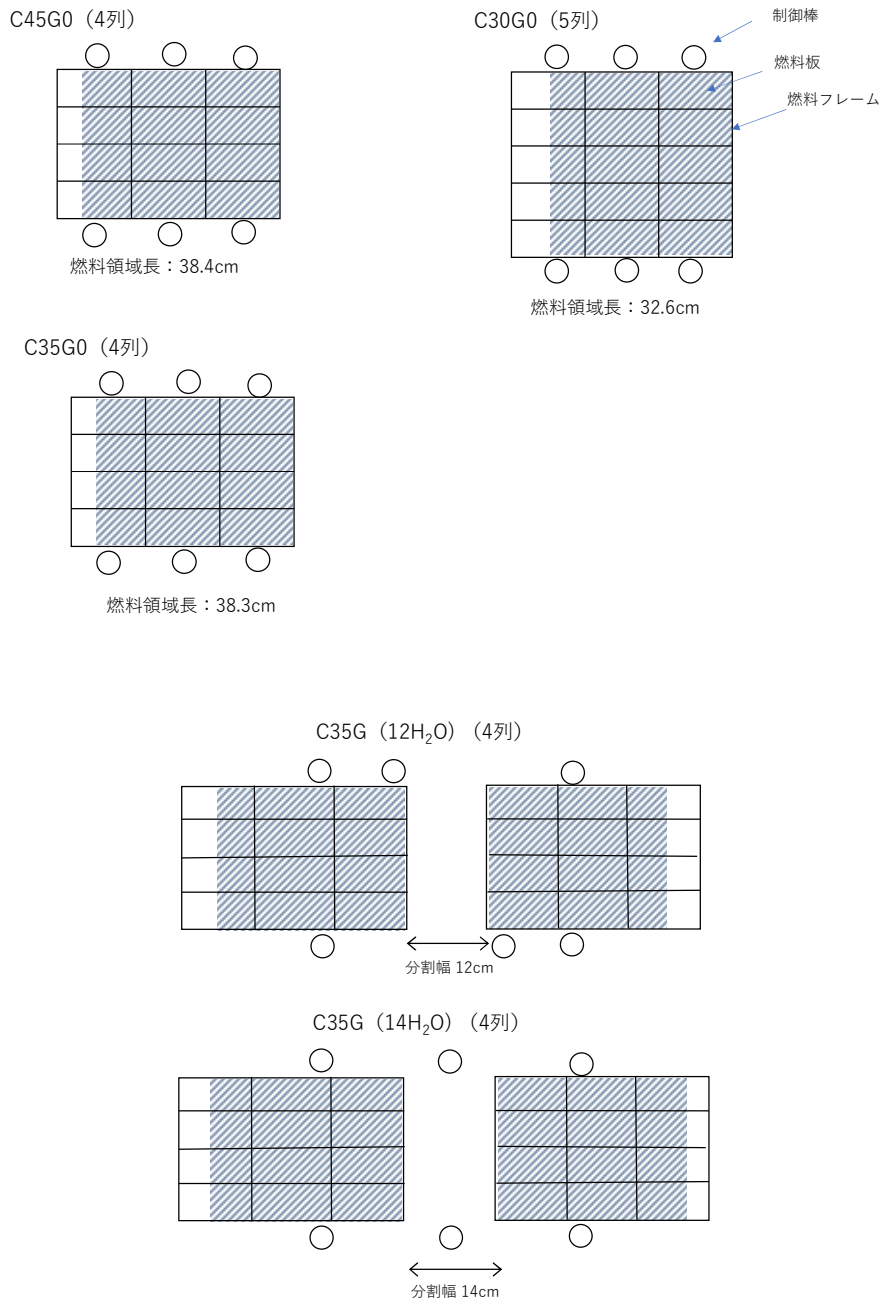 C45G0（4列）
燃料領域長：38.4cm
C30G0（5列）
制御棒
燃料板
燃料フレーム
燃料領域長：32.6cm
C35G0（4列）
燃料領域長：38.3cm
C35G（12H₂O）（4列）
分割幅 12cm
C35G（14H₂O）（4列）
分割幅 14cm